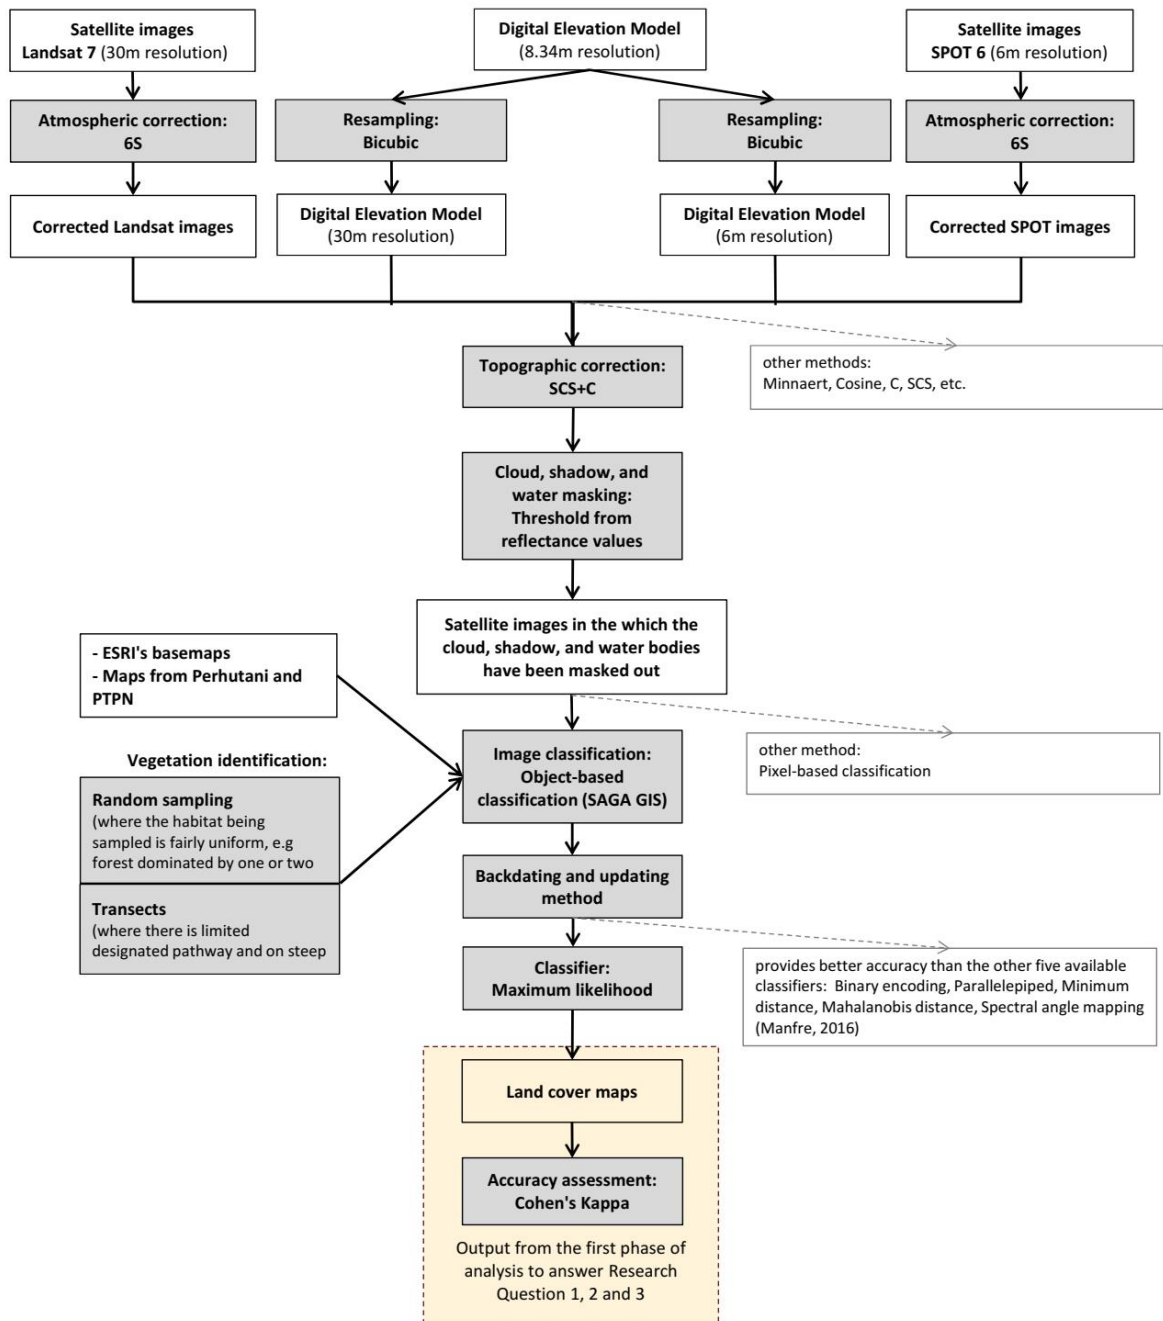 Satellite images
Landsat 7 (30m resolution)
Digital Elevation Model
(8.34m resolution)
Satellite images
SPOT 6 (6m resolution)
Atmospheric correction:
6S
Resampling:
Bicubic
Resampling:
Bicubic
Atmospheric correction:
6S
Corrected Landsat images
Digital Elevation Model
(30m resolution)
Digital Elevation Model
(6m resolution)
Corrected SPOT images
Topographic correction:
SCS+C
other methods:
Minnaert, Cosine, C, SCS, etc.
Cloud, shadow, and
water masking:
Threshold from
reflectance values
Satellite images in the which the
cloud, shadow, and water bodies
have been masked out
- ESRI's basemaps
- Maps from Perhutani and
PTPN
Image classification:
Object-based
classification (SAGA GIS)
other method:
Pixel-based classification
Vegetation identification:
Random sampling
(where the habitat being
sampled is fairly uniform, e.g
forest dominated by one or two
Transects
(where there is limited
designated pathway and on steep
Backdating and updating
method
Classifier:
Maximum likelihood
provides better accuracy than the other five available
classifiers: Binary encoding, Parallelepiped, Minimum
distance, Mahalanobis distance, Spectral angle mapping
(Manfre, 2016)
Land cover maps
Accuracy assessment:
Cohen's Kappa
Output from the first phase of
analysis to answer Research
Question 1, 2 and 3